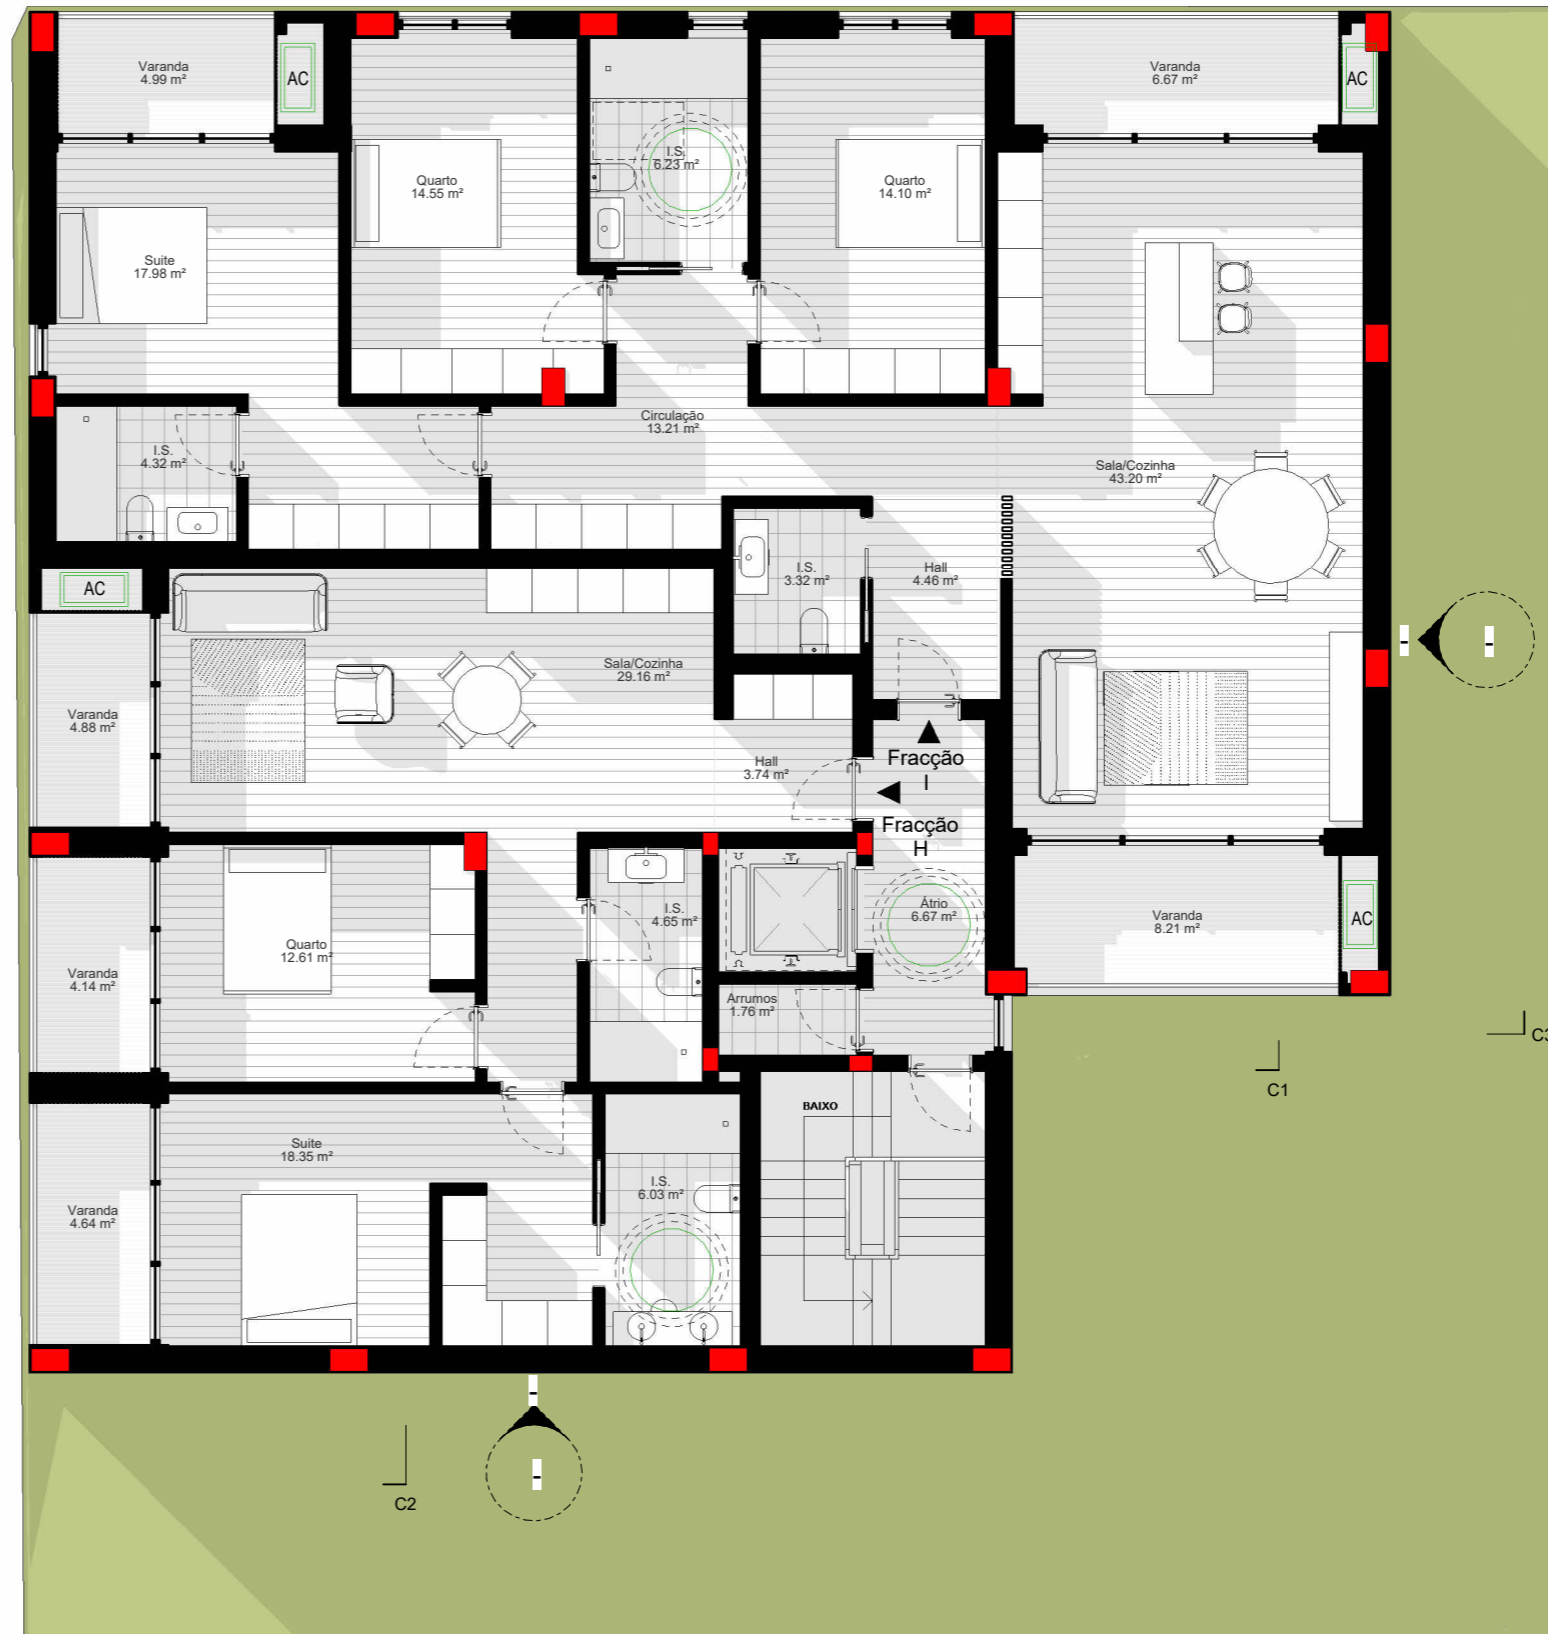 Varanda
4.99 m²
AC
Varanda
6.67 m²
AC
Quarto
14.55 m²
I.S.
6.23 m²
Quarto
14.10 m²
Suite
17.98 m²
Circulação
13.21 m²
I.S.
4.32 m²
Sala/Cozinha
43.20 m²
I.S.
3.32 m²
Hall
4.46 m²
AC
Sala/Cozinha
29.16 m²
Varanda
4.88 m²
Hall
3.74 m²
Fracção
I
Fracção
H
I.S.
4.65 m²
Átrio
6.67 m²
Varanda
8.21 m²
AC
Quarto
12.61 m²
Varanda
4.14 m²
Arrumos
1.76 m²
C3
C1
BAIXO
Suite
18.35 m²
I.S.
6.03 m²
Varanda
4.64 m²
C2